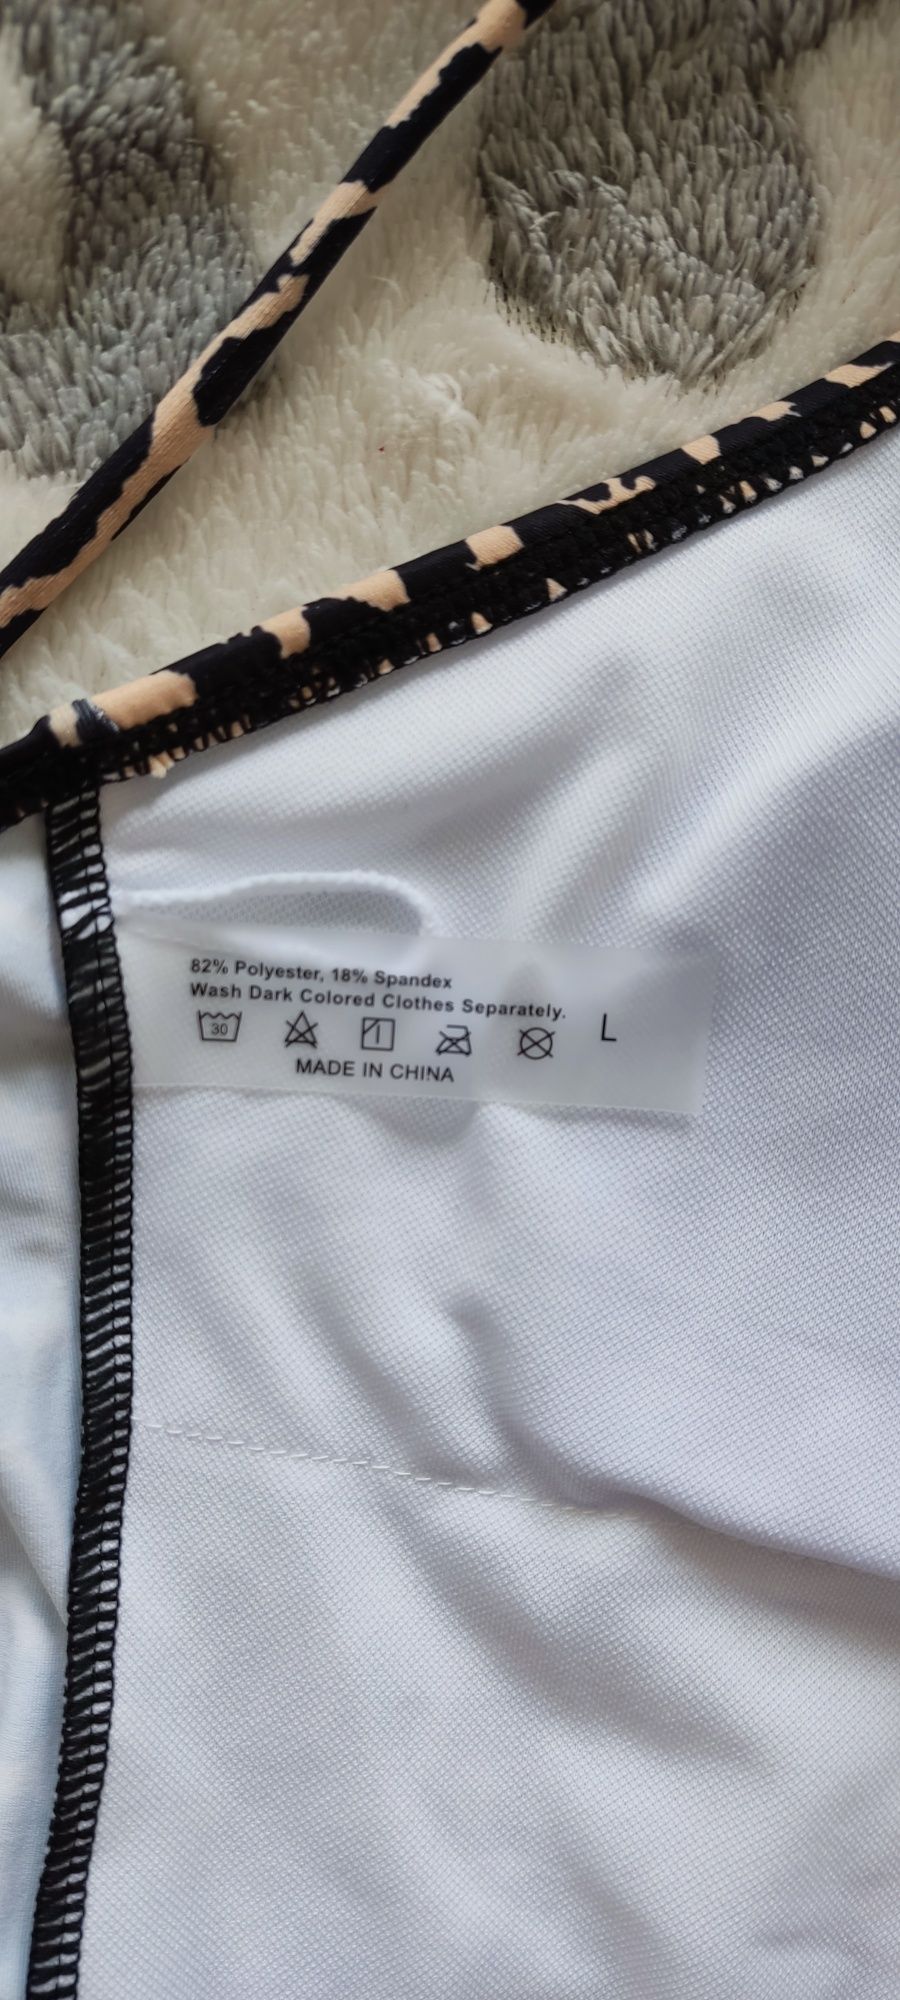 82% Polyester, 18% Spandex
Wash Dark Colored Clothes Separately.
30
L
MADE IN CHINA